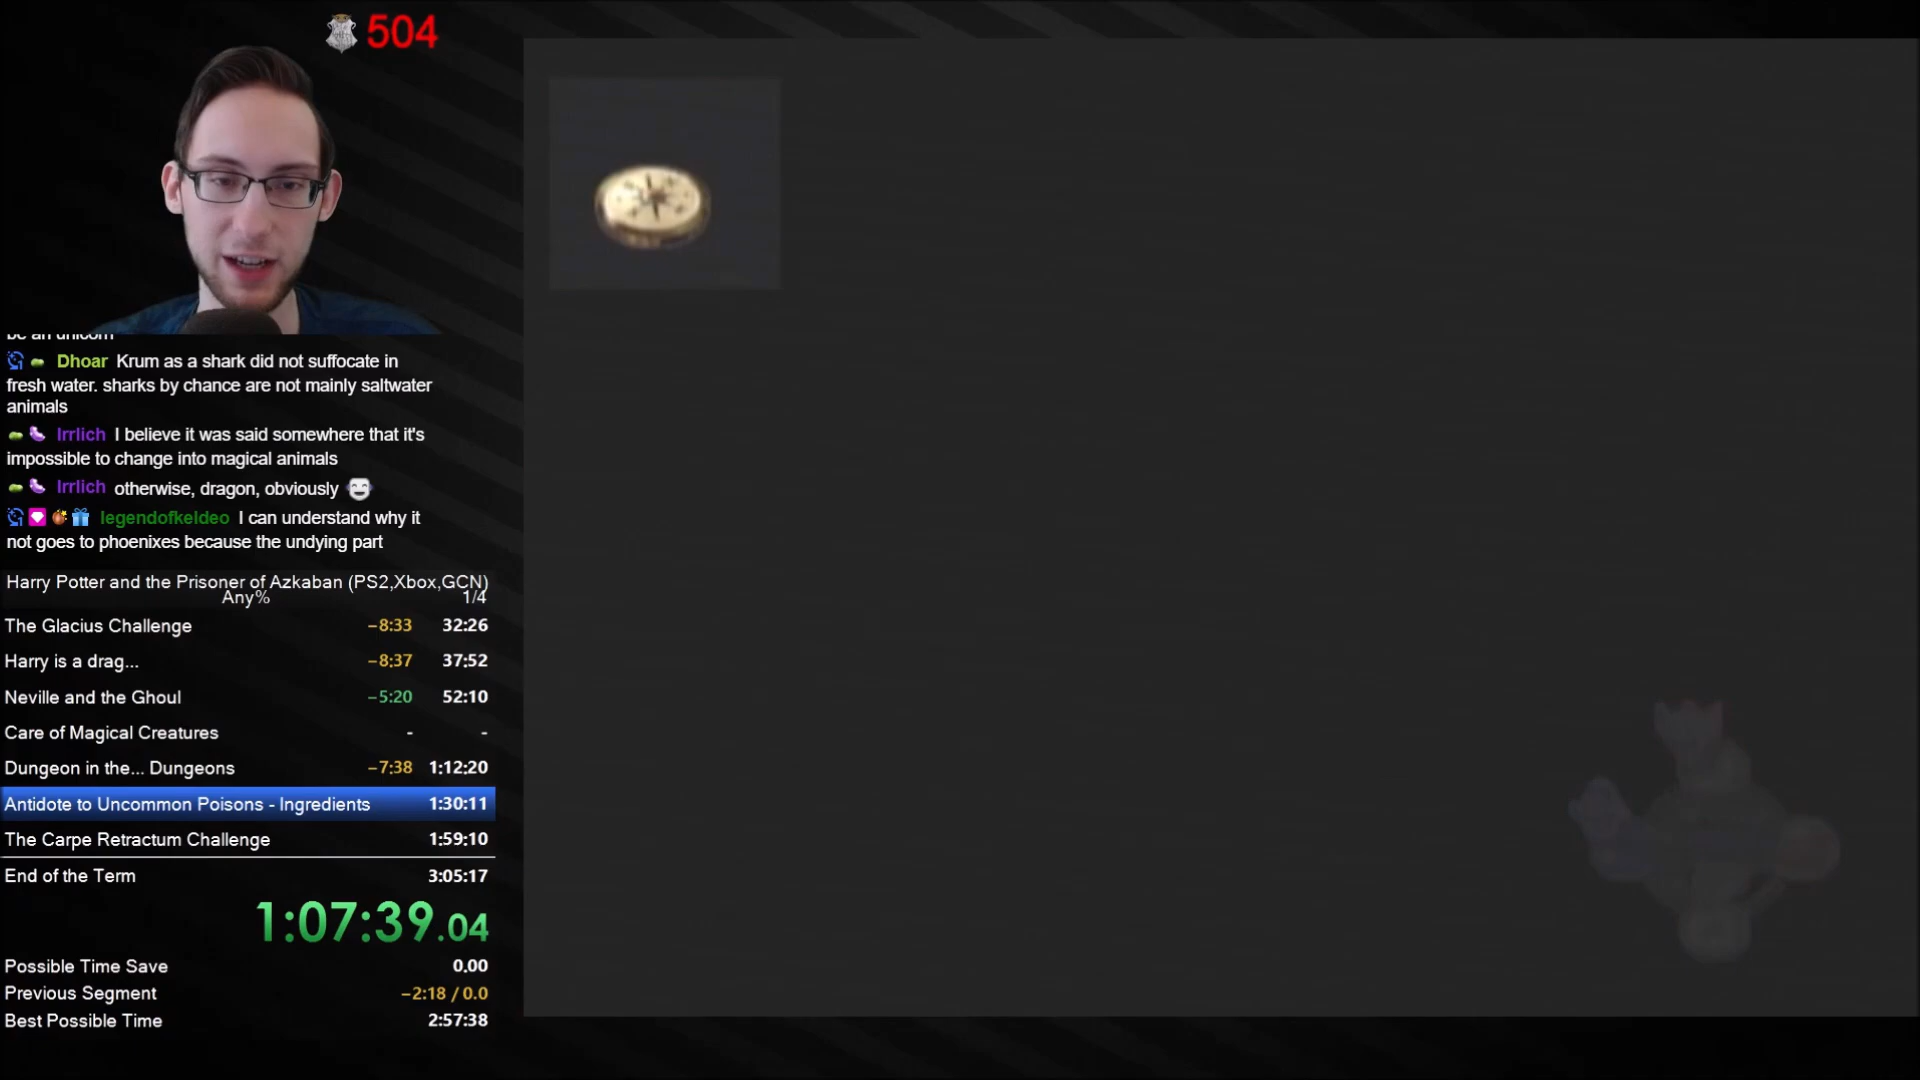 504
be an unicorn
Dhoar Krum as a shark did not suffocate in
fresh water. sharks by chance are not mainly saltwater
animals
Irrlich I believe it was said somewhere that it's
impossible to change into magical animals
Irrlich otherwise, dragon, obviously
legendofkeldeo I can understand why it
not goes to phoenixes because the undying part
Harry Potter and the Prisoner of Azkaban (PS2,Xbox,GCN)
Any% 1/4
The Glacius Challenge −8:33 32:26
Harry is a drag... −8:37 37:52
Neville and the Ghoul −5:20 52:10
Care of Magical Creatures - -
Dungeon in the... Dungeons −7:38 1:12:20
Antidote to Uncommon Poisons - Ingredients 1:30:11
The Carpe Retractum Challenge 1:59:10
End of the Term 3:05:17
1:07:39.04
Possible Time Save 0.00
Previous Segment −2:18 / 0.0
Best Possible Time 2:57:38